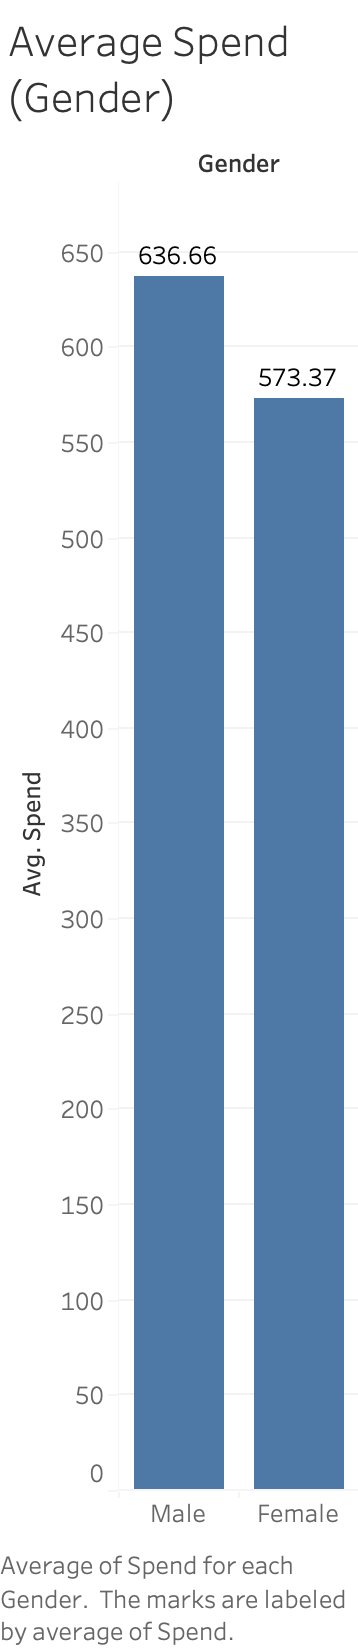 Average Spend
(Gender)
Gender
650
636.66
600
573.37
550
500
450
400
350
Avg. Spend
300
250
200
150
100
50
0
Male Female
Average of Spend for each
Gender.  The marks are labeled
by average of Spend.